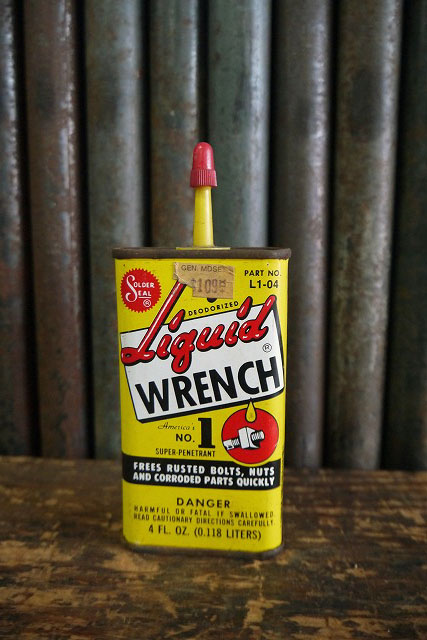 GEN. MDSE.
$1.09
SOLDER
SEAL
®
PART NO.
L1-04
DEODORIZED
Liquid
®
WRENCH
America's
NO. 1
SUPER-PENETRANT
FREES RUSTED BOLTS, NUTS
AND CORRODED PARTS QUICKLY
DANGER
HARMFUL OR FATAL IF SWALLOWED.
READ CAUTIONARY DIRECTIONS CAREFULLY.
4 FL. OZ. (0.118 LITERS)